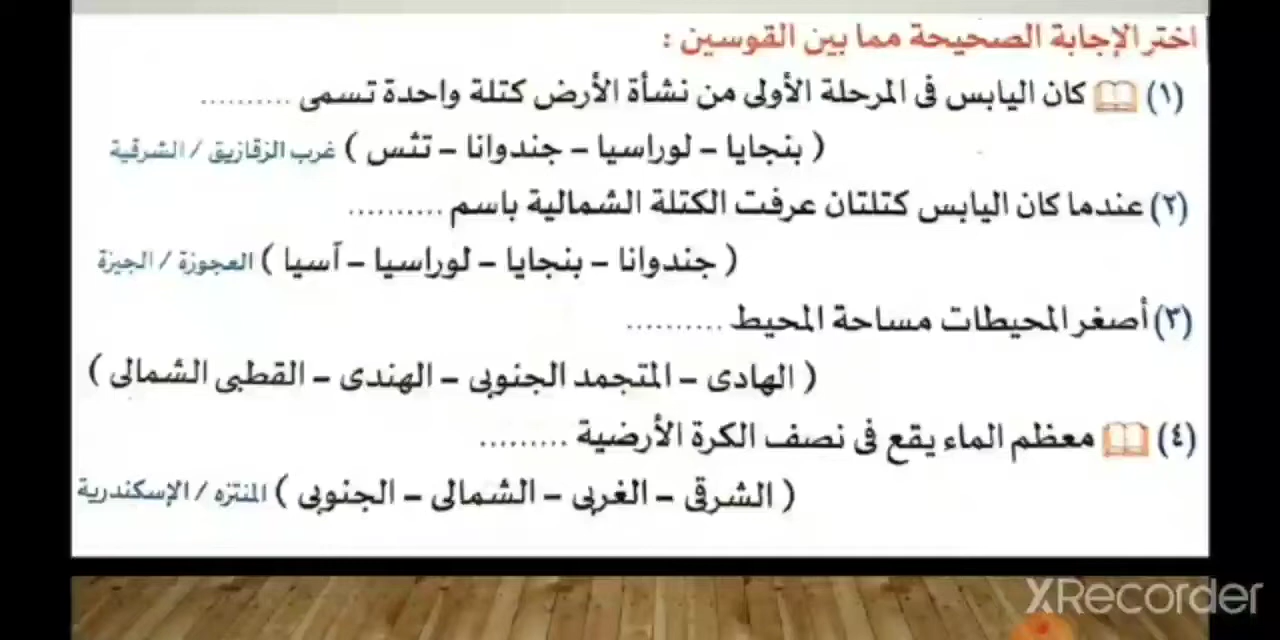 اختر الإجابة الصحيحة مما بين القوسين :
(١) كان اليابس فى المرحلة الأولى من نشأة الأرض كتلة واحدة تسمى ..........
( بنجايا – لوراسيا – جندوانا – تثس ) غرب الزقازيق / الشرقية
(٢) عندما كان اليابس كتلتان عرفت الكتلة الشمالية باسم ..........
( جندوانا – بنجايا – لوراسيا – آسيا ) العجوزة / الجيزة
(٣) أصغر المحيطات مساحة المحيط ..........
( الهادى – المتجمد الجنوبى – الهندى – القطبى الشمالى )
(٤) معظم الماء يقع فى نصف الكرة الأرضية .........
( الشرقى – الغربى – الشمالى – الجنوبى ) المنتزه / الإسكندرية
XRecorder